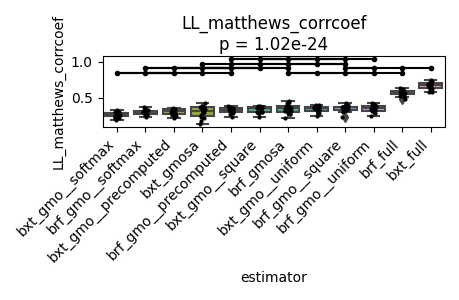 LL_matthews_corrcoef
p = 1.02e-24
LL_matthews_corrcoef
1.0
0.5
bxt_gmo__softmax
brf_gmo__softmax
bxt_gmo__precomputed
bxt_gmosa
brf_gmo__precomputed
bxt_gmo__square
brf_gmosa
bxt_gmo__uniform
brf_gmo__square
brf_gmo__uniform
brf_full
bxt_full
estimator